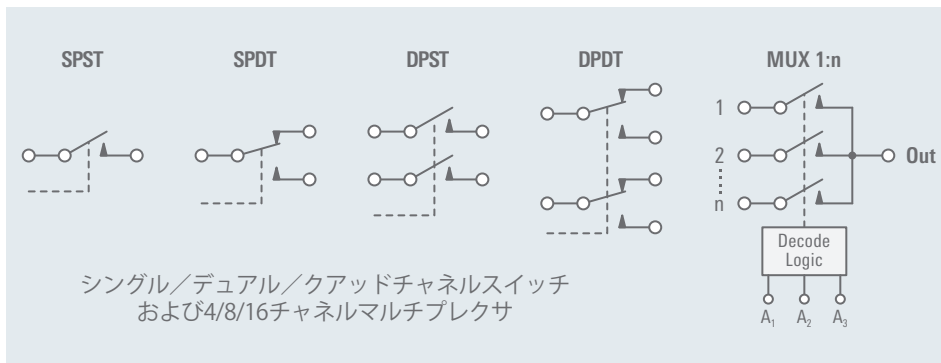 SPST
SPDT
DPST
DPDT
MUX 1:n
1
2
n
Out
Decode
Logic
A₁
A₂
A₃
シングル／デュアル／クアッドチャネルスイッチ
および4/8/16チャネルマルチプレクサ